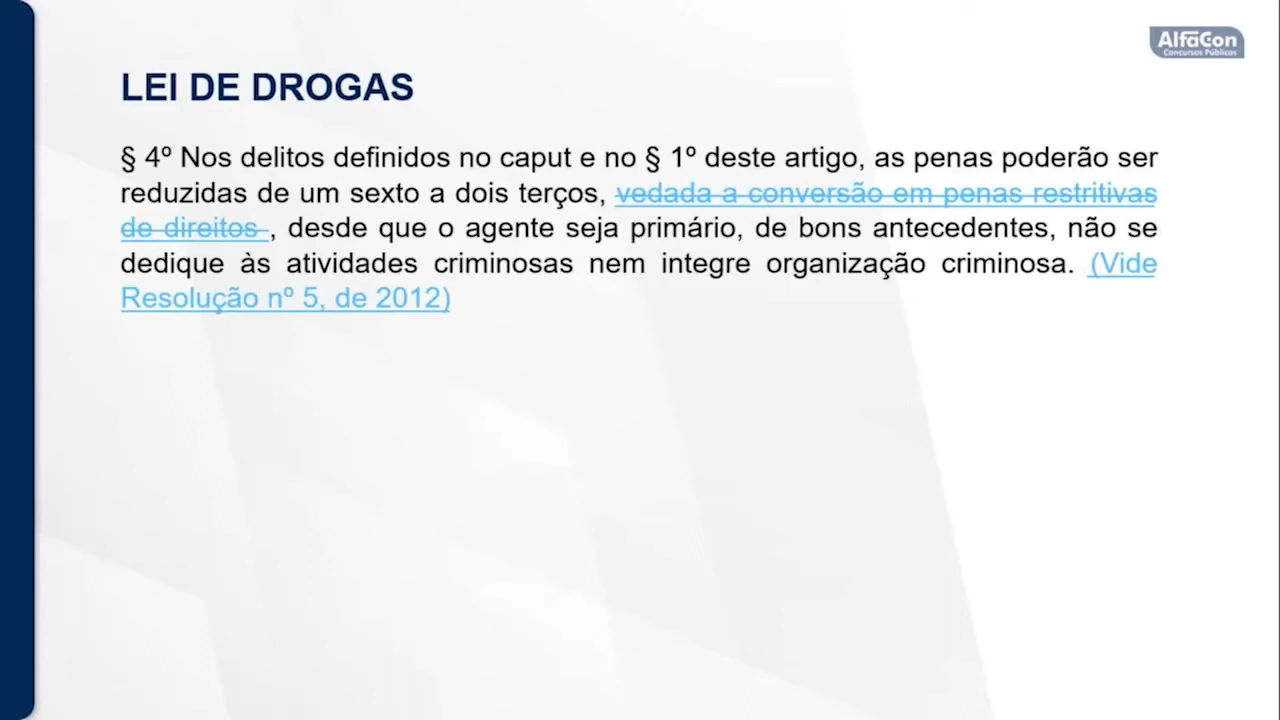 AlfaCon
Concursos Públicos
LEI DE DROGAS
§ 4º Nos delitos definidos no caput e no § 1º deste artigo, as penas poderão ser
reduzidas de um sexto a dois terços, vedada a conversão em penas restritivas
de direitos , desde que o agente seja primário, de bons antecedentes, não se
dedique às atividades criminosas nem integre organização criminosa. (Vide
Resolução nº 5, de 2012)